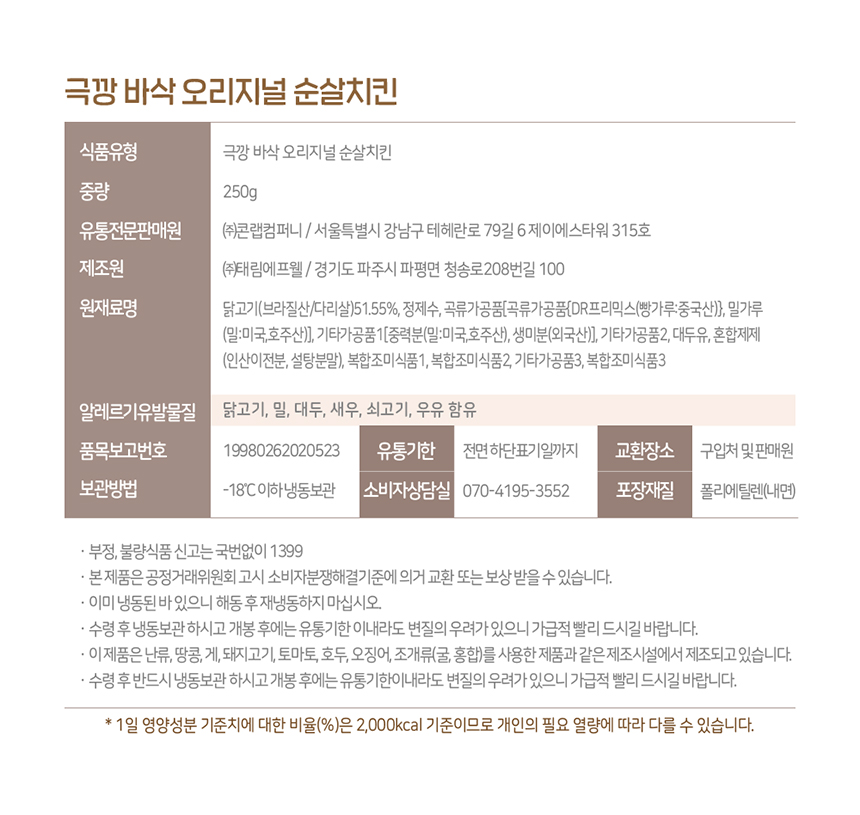 극깡 바삭 오리지널 순살치킨
식품유형 극깡 바삭 오리지널 순살치킨
중량 250g
유통전문판매원 ㈜콘랩컴퍼니 / 서울특별시 강남구 테헤란로 79길 6 제이에스타워 315호
제조원 ㈜태림에프웰 / 경기도 파주시 파평면 청송로208번길 100
원재료명 닭고기(브라질산/다리살)51.55%, 정제수, 곡류가공품[곡류가공품{DR프리믹스(빵가루:중국산)}, 밀가루
(밀:미국,호주산)], 기타가공품1[중력분(밀:미국,호주산), 생미분(외국산)], 기타가공품2, 대두유, 혼합제제
(인산이전분, 설탕분말), 복합조미식품1, 복합조미식품2, 기타가공품3, 복합조미식품3
알레르기유발물질 닭고기, 밀, 대두, 새우, 쇠고기, 우유 함유
품목보고번호 19980262020523 유통기한 전면 하단표기일까지 교환장소 구입처 및 판매원
보관방법 -18℃ 이하 냉동보관 소비자상담실 070-4195-3552 포장재질 폴리에틸렌(내면)
· 부정, 불량식품 신고는 국번없이 1399
· 본 제품은 공정거래위원회 고시 소비자분쟁해결기준에 의거 교환 또는 보상 받을 수 있습니다.
· 이미 냉동된 바 있으니 해동 후 재냉동하지 마십시오.
· 수령 후 냉동보관 하시고 개봉 후에는 유통기한 이내라도 변질의 우려가 있으니 가급적 빨리 드시길 바랍니다.
· 이 제품은 난류, 땅콩, 게, 돼지고기, 토마토, 호두, 오징어, 조개류(굴, 홍합)를 사용한 제품과 같은 제조시설에서 제조되고 있습니다.
· 수령 후 반드시 냉동보관 하시고 개봉 후에는 유통기한이내라도 변질의 우려가 있으니 가급적 빨리 드시길 바랍니다.
* 1일 영양성분 기준치에 대한 비율(%)은 2,000kcal 기준이므로 개인의 필요 열량에 따라 다를 수 있습니다.